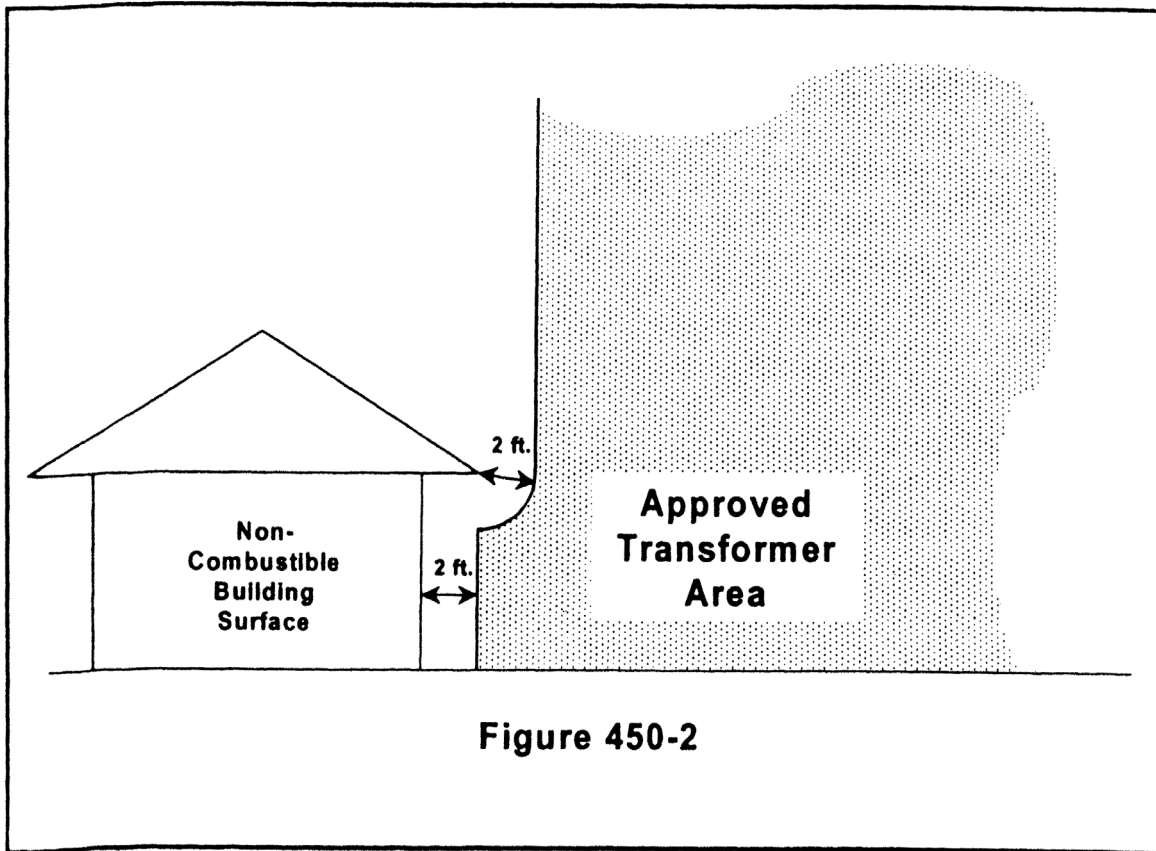 2 ft.
Non-
Combustible
Building
Surface
2 ft.
Approved
Transformer
Area
Figure 450-2